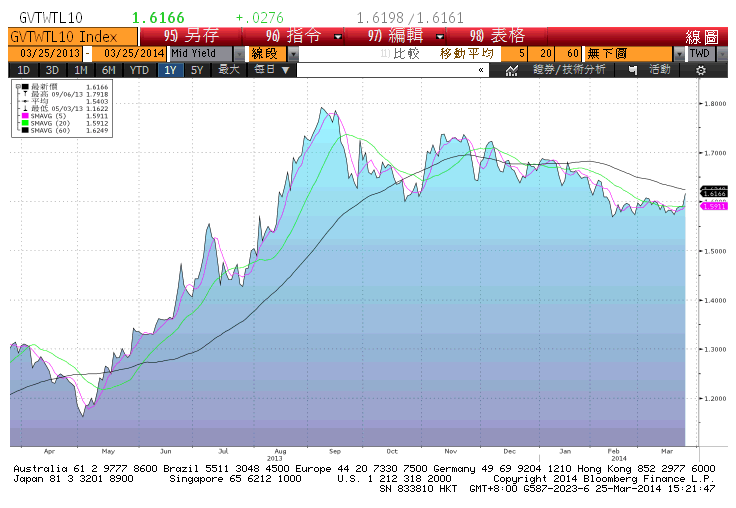 GVTWTL10 1.6166 +.0276 1.6198 /1.6161
GVTWTL10 Index 95) 另存 96) 指令 97) 編輯 98) 表格 線圖
03/25/2013 - 03/25/2014 Mid Yield 線段 比較 移動平均 5 20 60 無下圖 TWD
1D 3D 1M 6M YTD 1Y 5Y 最大 每日 ▼ « 證券/技術分析 活動
最新價 1.6166
最高 09/06/13 1.7918
平均 1.5403
最低 05/03/13 1.1622
SMAVG (5) 1.5911
SMAVG (20) 1.5912
SMAVG (60) 1.6249
1.8000
1.7000
1.6166
1.5911
1.5000
1.4000
1.3000
1.2000
Apr May Jun Jul Aug Sep Oct Nov Dec Jan Feb Mar
2013 2014
Australia 61 2 9777 8600 Brazil 5511 3048 4500 Europe 44 20 7330 7500 Germany 49 69 9204 1210 Hong Kong 852 2977 6000
Japan 81 3 3201 8900 Singapore 65 6212 1000 U.S. 1 212 318 2000 Copyright 2014 Bloomberg Finance L.P.
SN 833810 HKT GMT+8:00 G587-2023-6 25-Mar-2014 15:21:47